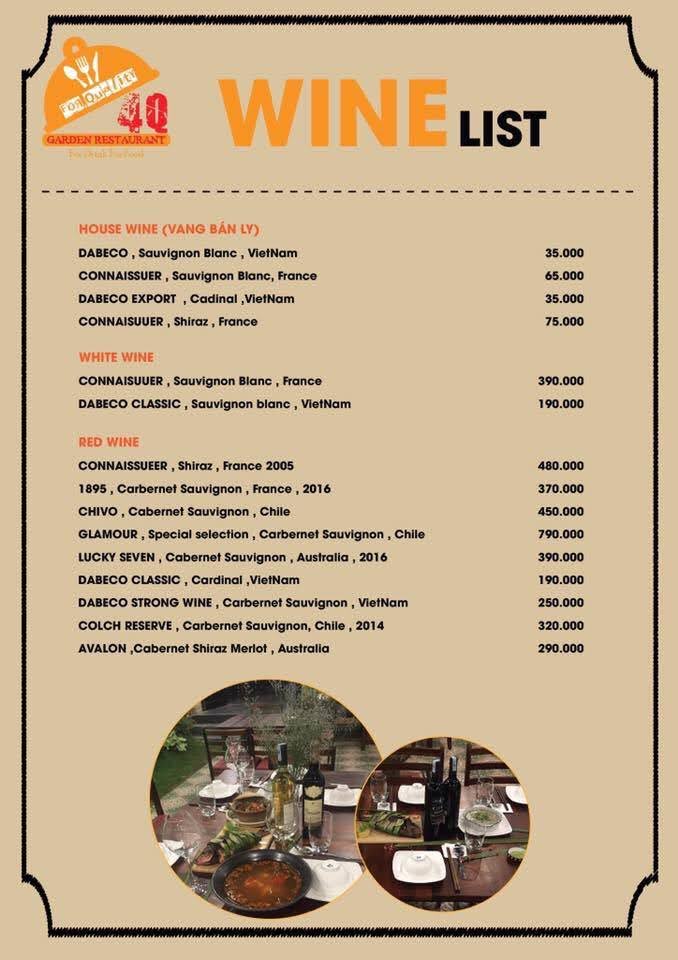 For Quality
4Q
GARDEN RESTAURANT
WINE LIST
HOUSE WINE (VANG BÁN LY)
DABECO , Sauvignon Blanc , VietNam 35.000
CONNAISSUER , Sauvignon Blanc, France 65.000
DABECO EXPORT , Cadinal ,VietNam 35.000
CONNAISUUER , Shiraz , France 75.000
WHITE WINE
CONNAISUUER , Sauvignon Blanc , France 390.000
DABECO CLASSIC , Sauvignon blanc , VietNam 190.000
RED WINE
CONNAISSUEER , Shiraz , France 2005 480.000
1895 , Carbernet Sauvignon , France , 2016 370.000
CHIVO , Cabernet Sauvignon , Chile 450.000
GLAMOUR , Special selection , Carbernet Sauvignon , Chile 790.000
LUCKY SEVEN , Cabernet Sauvignon , Australia , 2016 390.000
DABECO CLASSIC , Cardinal ,VietNam 190.000
DABECO STRONG WINE , Carbernet Sauvignon , VietNam 250.000
COLCH RESERVE , Carbernet Sauvignon, Chile , 2014 320.000
AVALON ,Cabernet Shiraz Merlot , Australia 290.000